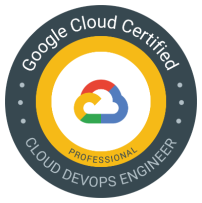 Google Cloud Certified
PROFESSIONAL
CLOUD DEVOPS ENGINEER